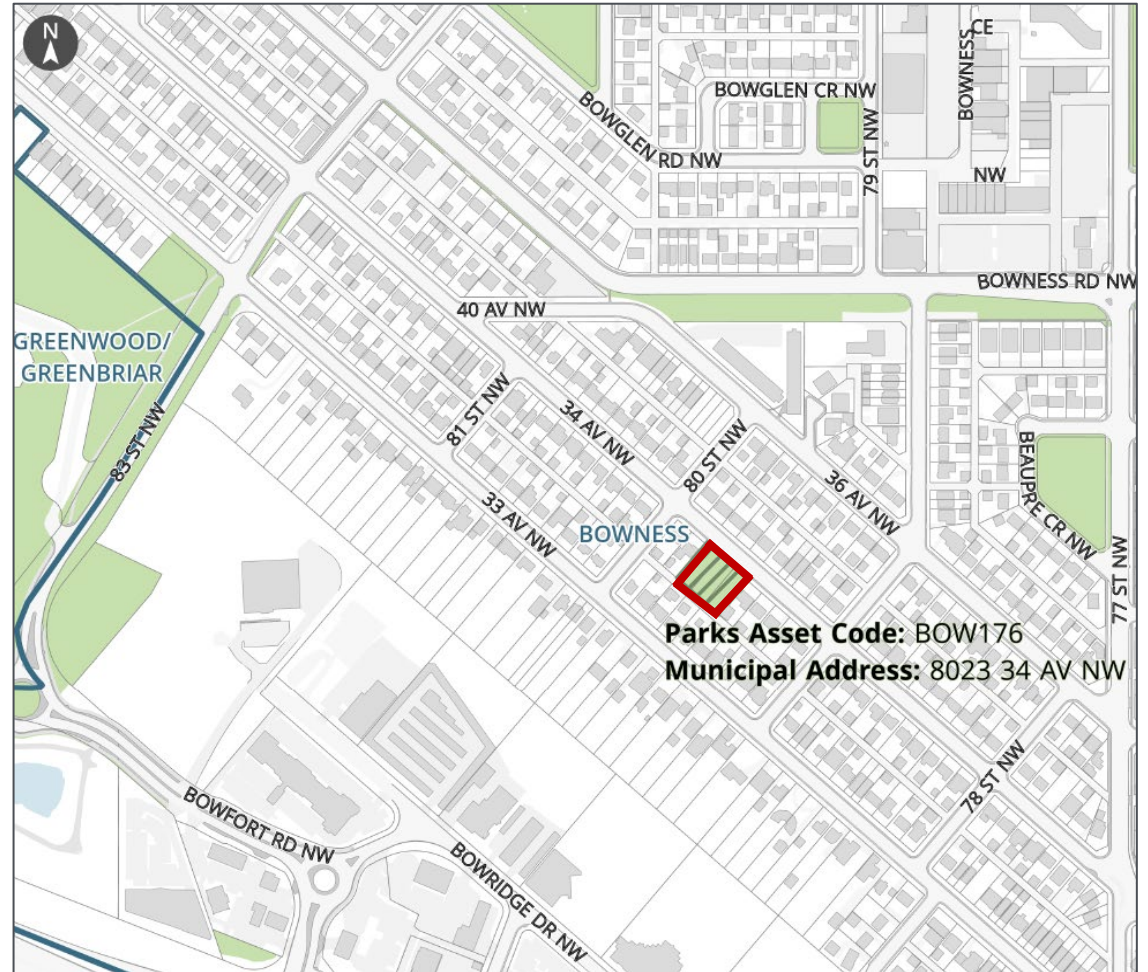 N
CE
BOWNESS
BOWGLEN CR NW
BOWGLEN RD NW
79 ST NW
NW
BOWNESS RD NW
40 AV NW
GREENWOOD/
GREENBRIAR
83 ST NW
81 ST NW
34 AV NW
80 ST NW
36 AV NW
BEAUPRE CR NW
33 AV NW
BOWNESS
77 ST NW
Parks Asset Code: BOW176
Municipal Address: 8023 34 AV NW
78 ST NW
BOWFORT RD NW
BOWRIDGE DR NW